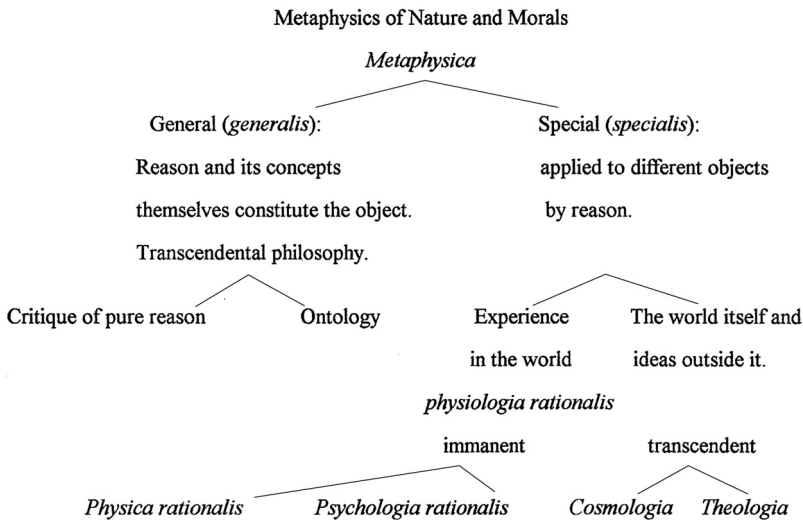 Metaphysics of Nature and Morals
Metaphysica
General (generalis): Special (specialis):
Reason and its concepts applied to different objects
themselves constitute the object. by reason.
Transcendental philosophy.
Critique of pure reason Ontology Experience The world itself and
in the world ideas outside it.
physiologia rationalis
immanent transcendent
Physica rationalis Psychologia rationalis Cosmologia Theologia